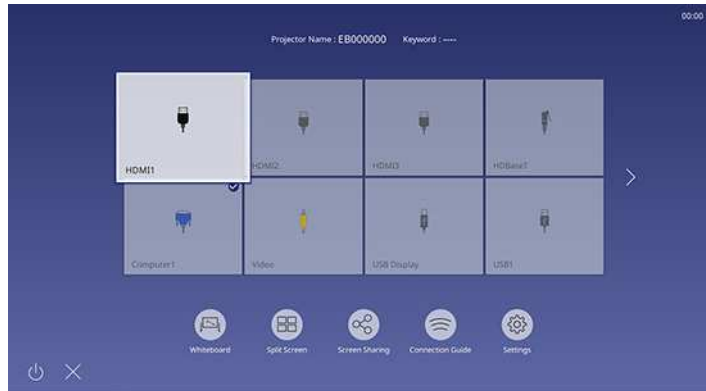 00:00
Projector Name : EB000000 Keyword : ----
HDMI1
HDMI2
HDMI3
HDBaseT
Computer1
Video
USB Display
USB1
Whiteboard
Split Screen
Screen Sharing
Connection Guide
Settings